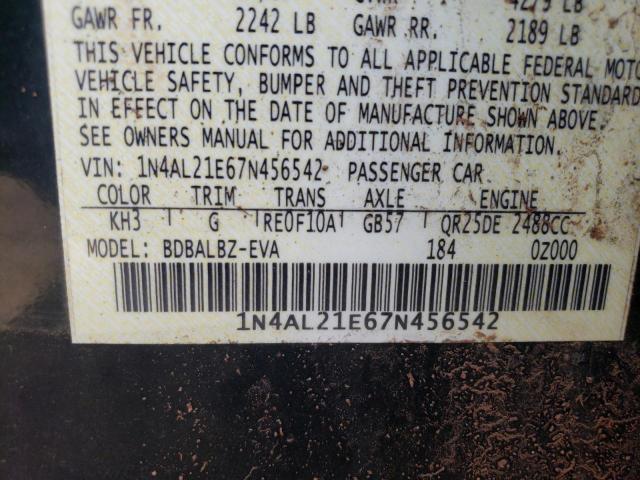 GAWR FR. 2242 LB GAWR RR. 2189 LB
THIS VEHICLE CONFORMS TO ALL APPLICABLE FEDERAL MOTO
VEHICLE SAFETY, BUMPER AND THEFT PREVENTION STANDARD
IN EFFECT ON THE DATE OF MANUFACTURE SHOWN ABOVE.
SEE OWNERS MANUAL FOR ADDITIONAL INFORMATION.
VIN: 1N4AL21E67N456542 PASSENGER CAR
COLOR TRIM TRANS AXLE ENGINE
KH3 G RE0F10A GB57 QR25DE 2488CC
MODEL: BDBALBZ-EVA 184 0Z000
1N4AL21E67N456542